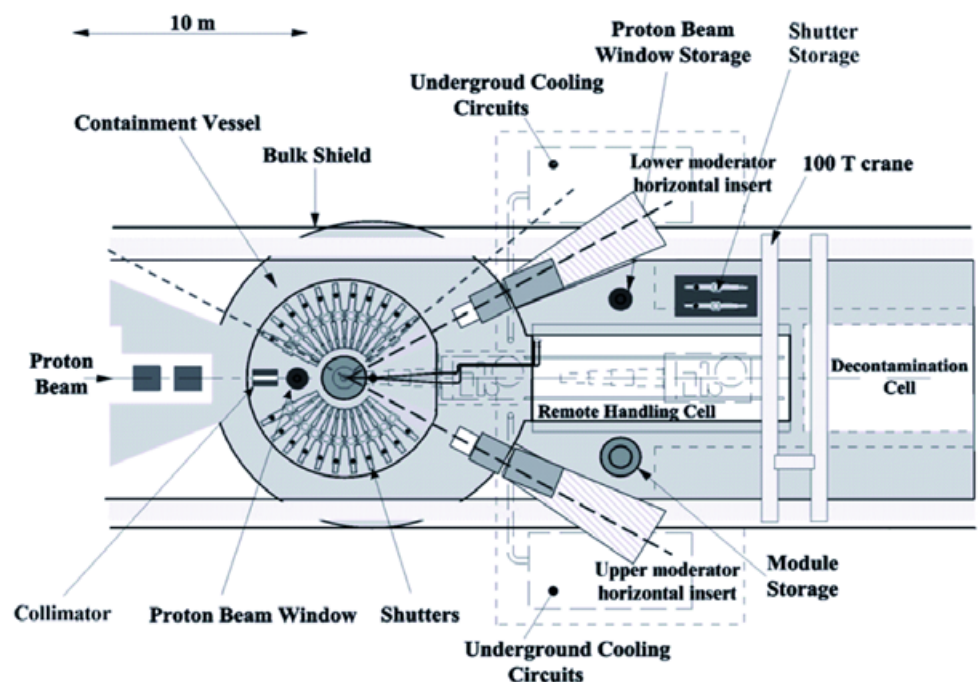 10 m
Proton Beam
Window Storage
Shutter
Storage
Undergroud Cooling
Circuits
Containment Vessel
Bulk Shield
Lower moderator
horizontal insert
100 T crane
Proton
Beam
Decontamination
Cell
Remote Handling Cell
Collimator
Proton Beam Window
Shutters
Upper moderator
horizontal insert
Module
Storage
Underground Cooling
Circuits